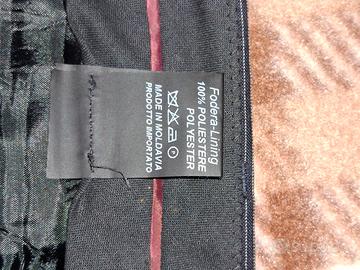 Fodera-Lining
100% POLIESTERE
POLYESTER
MADE IN MOLDAVIA
PRODOTTO IMPORTATO